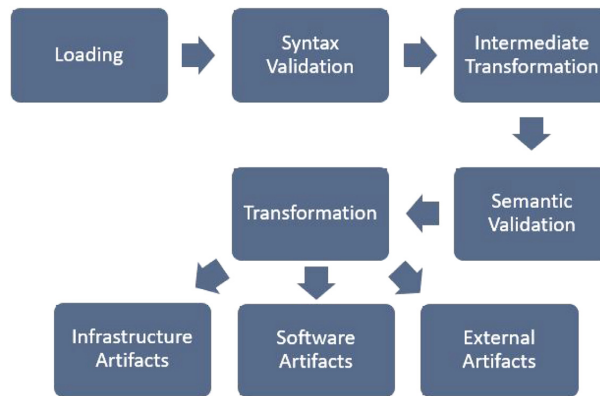 Loading
Syntax
Validation
Intermediate
Transformation
Transformation
Semantic
Validation
Infrastructure
Artifacts
Software
Artifacts
External
Artifacts